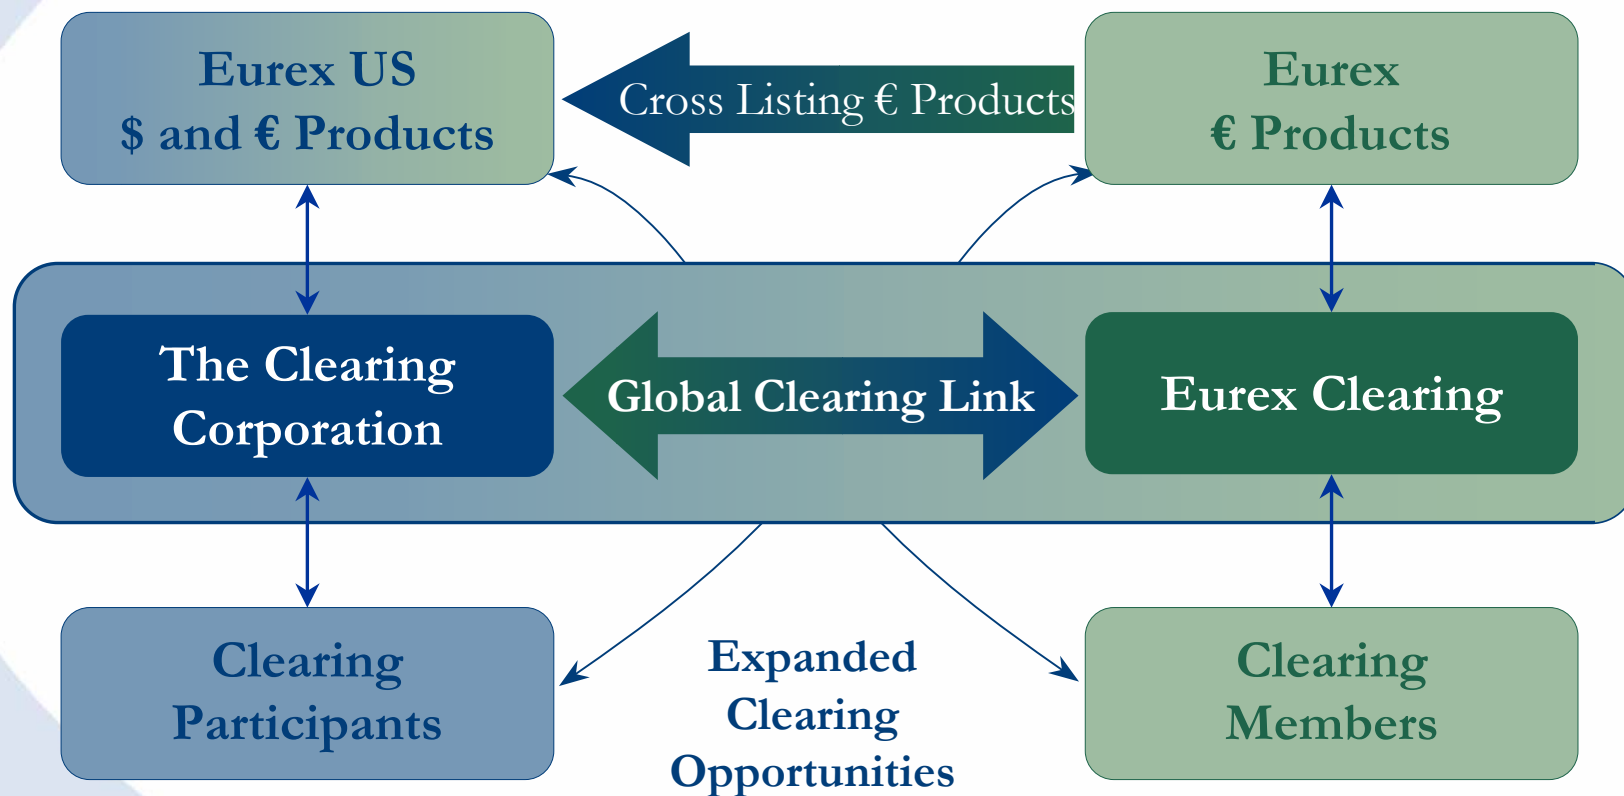 Eurex US
$ and € Products
Cross Listing € Products
Eurex
€ Products
The Clearing
Corporation
Global Clearing Link
Eurex Clearing
Clearing
Participants
Expanded
Clearing
Opportunities
Clearing
Members